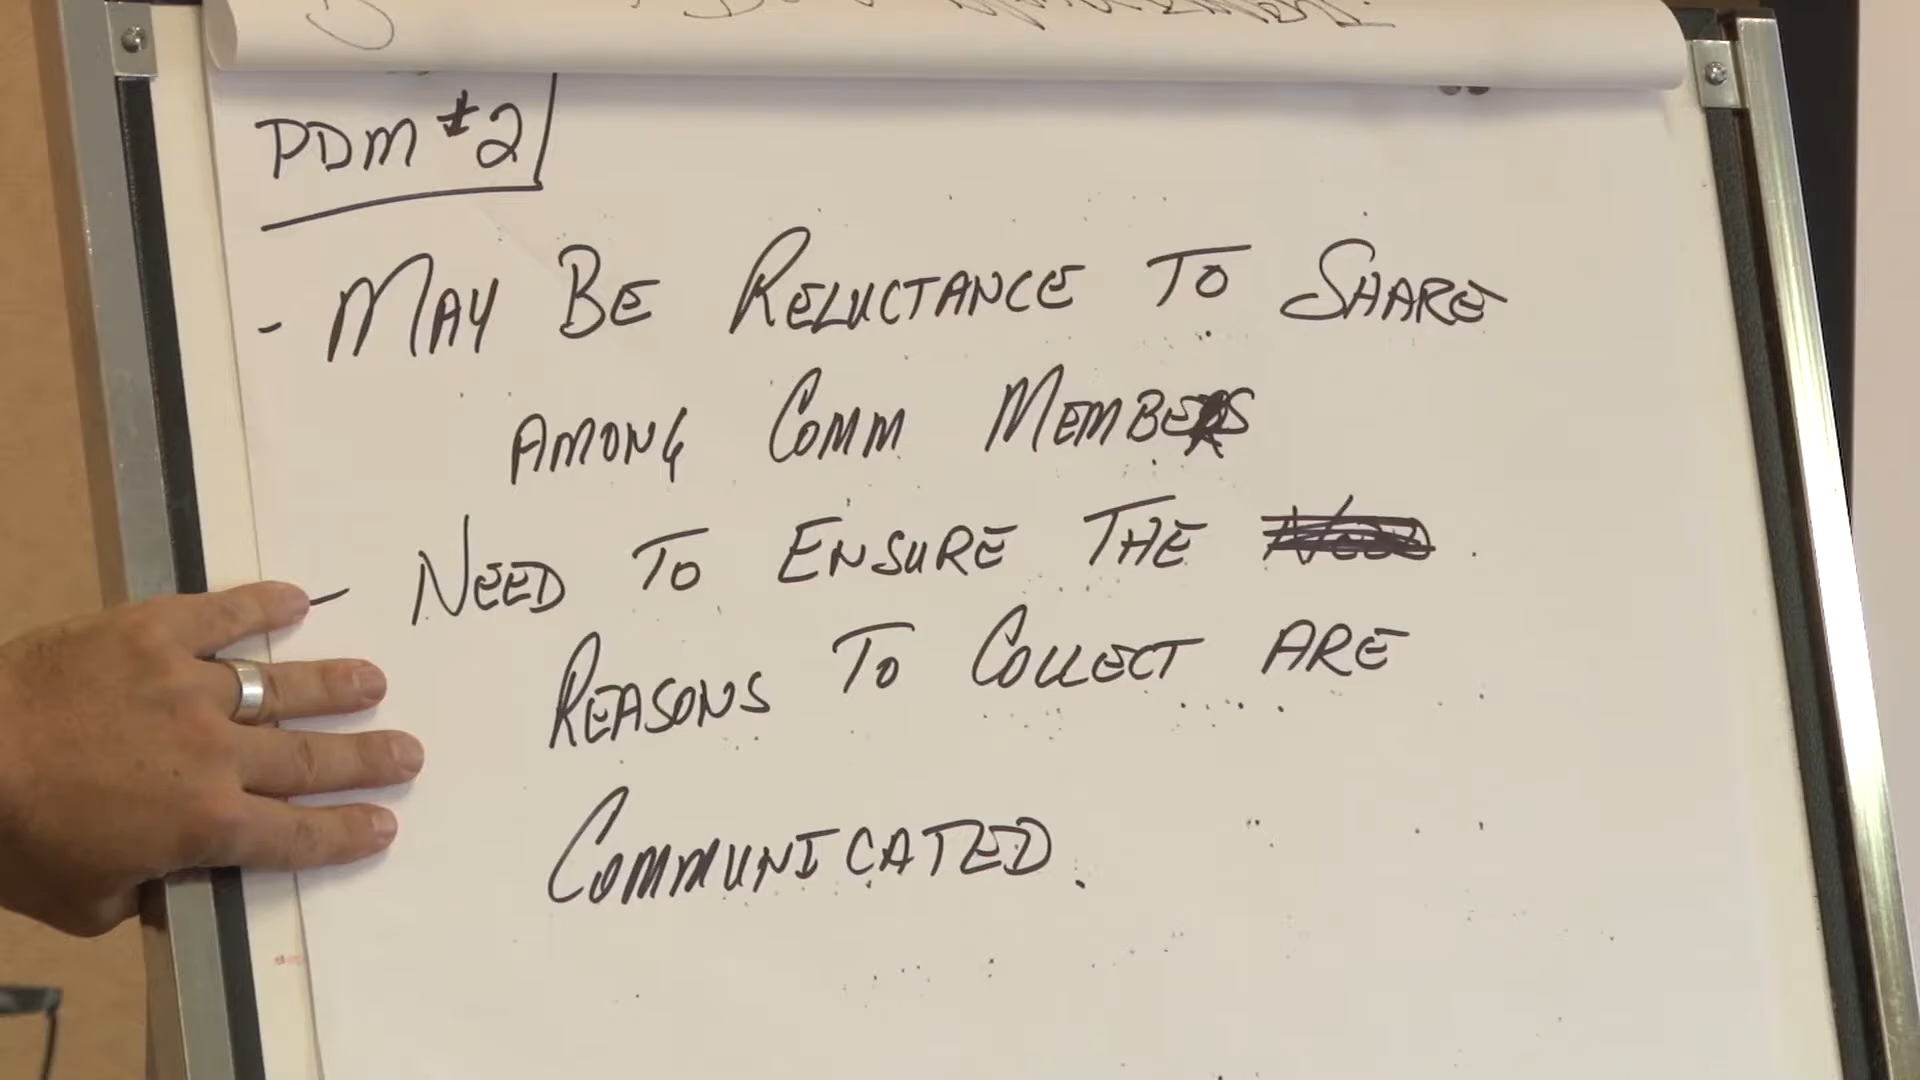 PDM #2
- MAY BE RELUCTANCE TO SHARE
AMONG COMM MEMBERS
- NEED TO ENSURE THE
REASONS TO COLLECT ARE
COMMUNICATED.